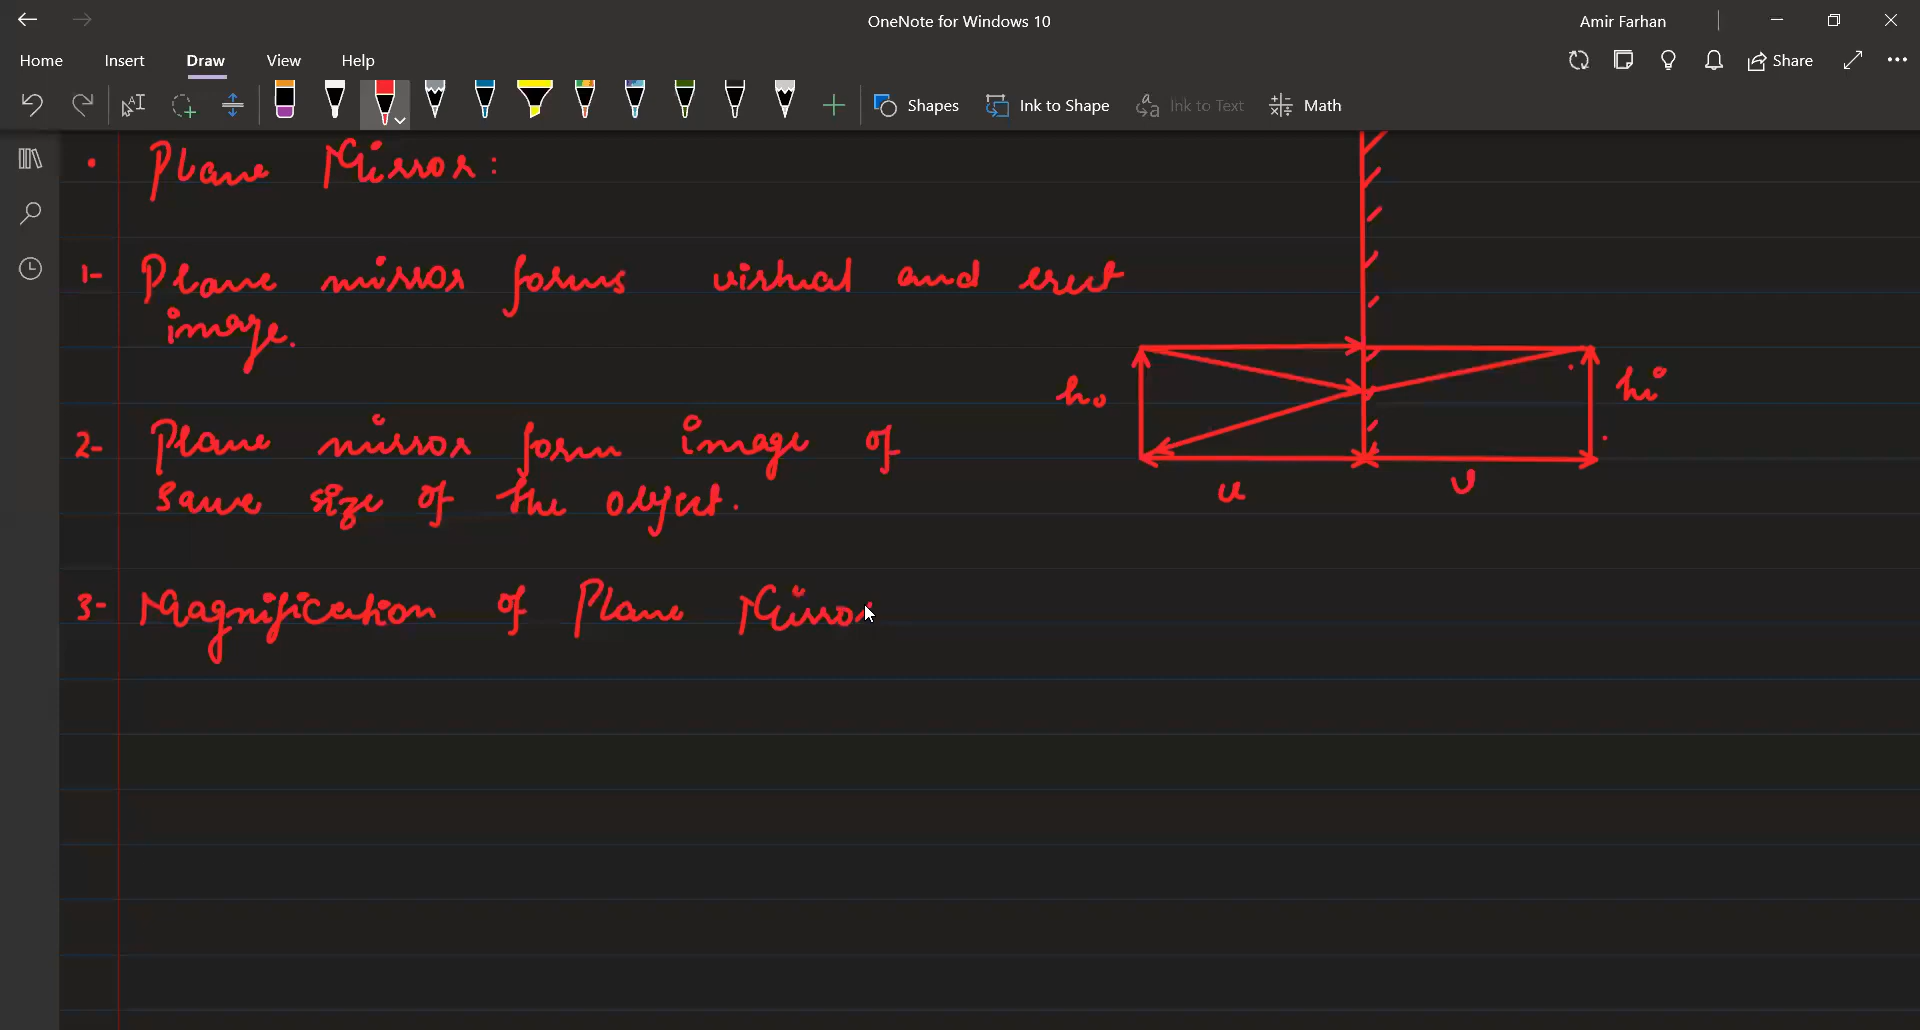 OneNote for Windows 10
Amir Farhan
Home Insert Draw View Help
Share
Shapes Ink to Shape Ink to Text Math
• Plane Mirror:
1- Plane mirror forms virtual and erect
image.
2- Plane mirror form image of
same size of the object.
3- Magnification of Plane Mirror
ho
hi
u
v